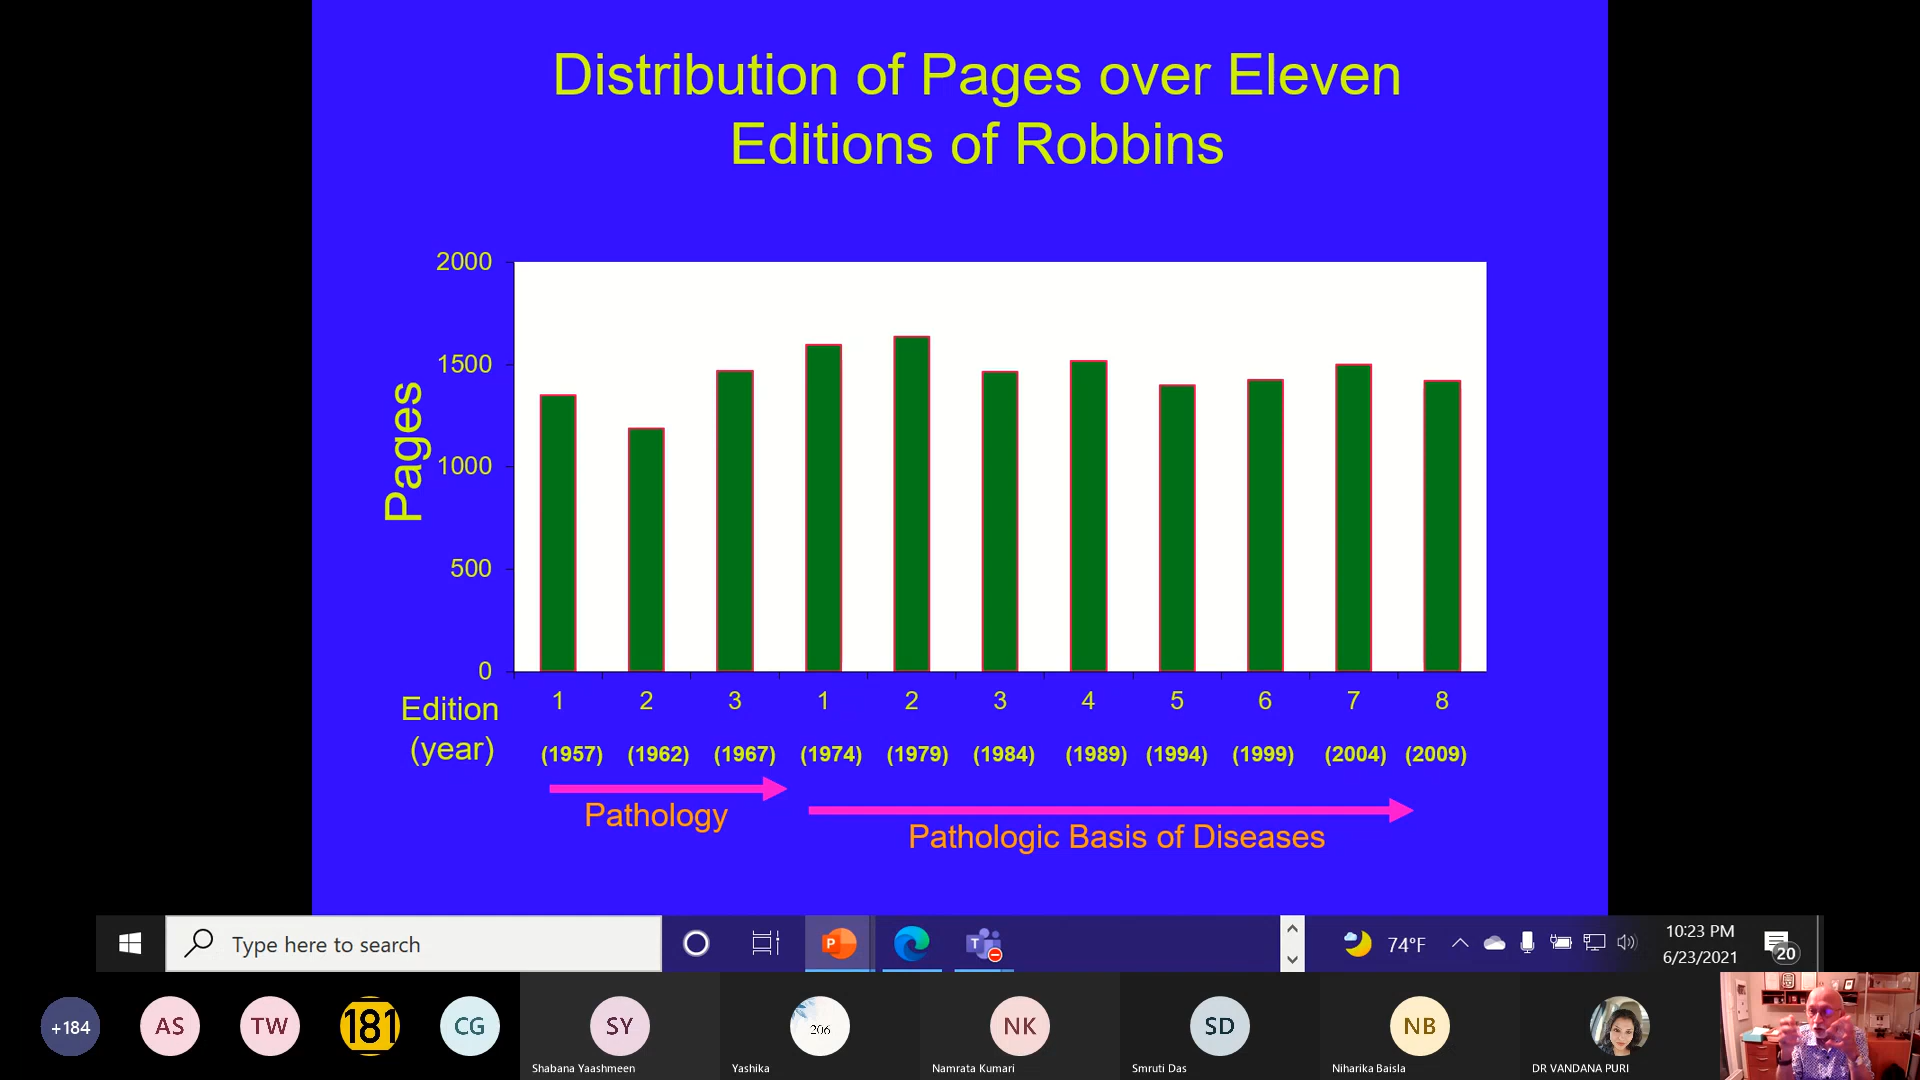 Distribution of Pages over Eleven
Editions of Robbins
Pages
2000
1500
1000
500
0
Edition
(year)
1 2 3 1 2 3 4 5 6 7 8
(1957) (1962) (1967) (1974) (1979) (1984) (1989) (1994) (1999) (2004) (2009)
Pathology
Pathologic Basis of Diseases
Type here to search
P
T
74°F
10:23 PM
6/23/2021
20
+184 AS TW 181 CG SY 206 NK SD NB
Shabana Yaashmeen Yashika Namrata Kumari Smruti Das Niharika Baisla DR VANDANA PURI